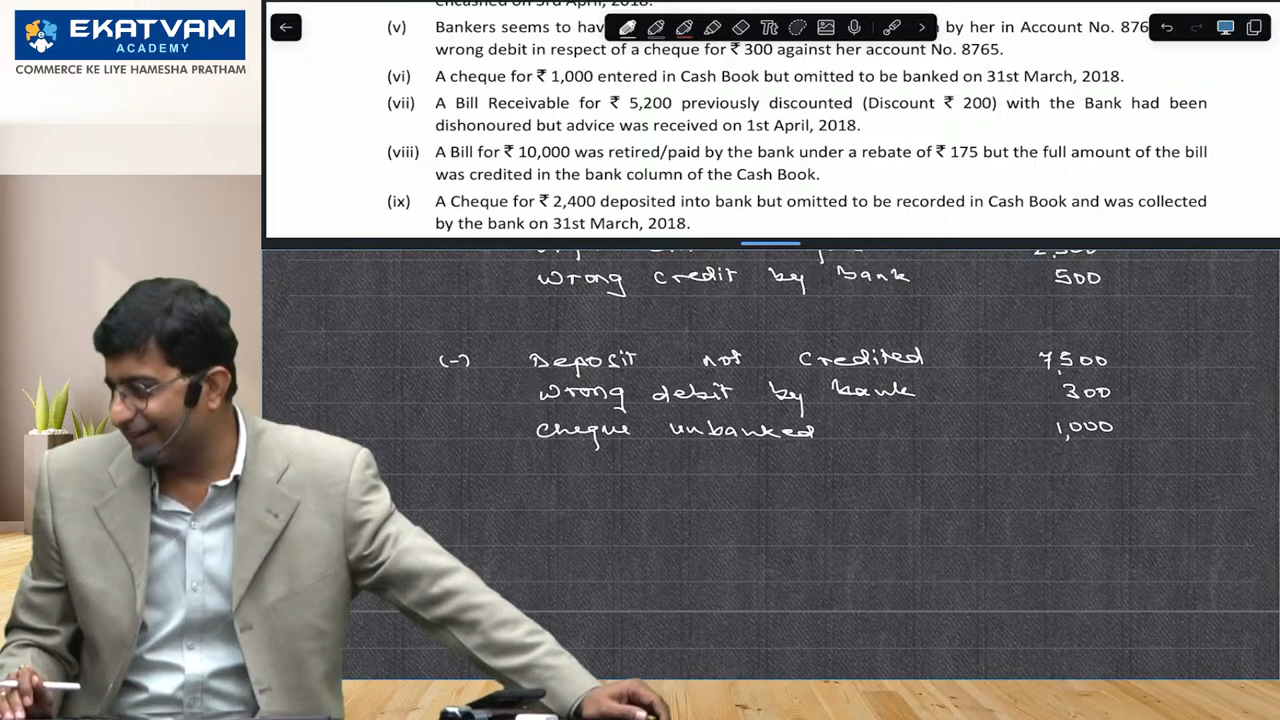 EKATVAM
ACADEMY
COMMERCE KE LIYE HAMESHA PRATHAM
encashed on 3rd April, 2018.
(v) Bankers seems to hav by her in Account No. 876
wrong debit in respect of a cheque for ₹ 300 against her account No. 8765.
(vi) A cheque for ₹ 1,000 entered in Cash Book but omitted to be banked on 31st March, 2018.
(vii) A Bill Receivable for ₹ 5,200 previously discounted (Discount ₹ 200) with the Bank had been
dishonoured but advice was received on 1st April, 2018.
(viii) A Bill for ₹ 10,000 was retired/paid by the bank under a rebate of ₹ 175 but the full amount of the bill
was credited in the bank column of the Cash Book.
(ix) A Cheque for ₹ 2,400 deposited into bank but omitted to be recorded in Cash Book and was collected
by the bank on 31st March, 2018.
wrong credit by Bank 500
(-) Deposit not credited 7,500
wrong debit by bank 300
cheque unbanked 1,000